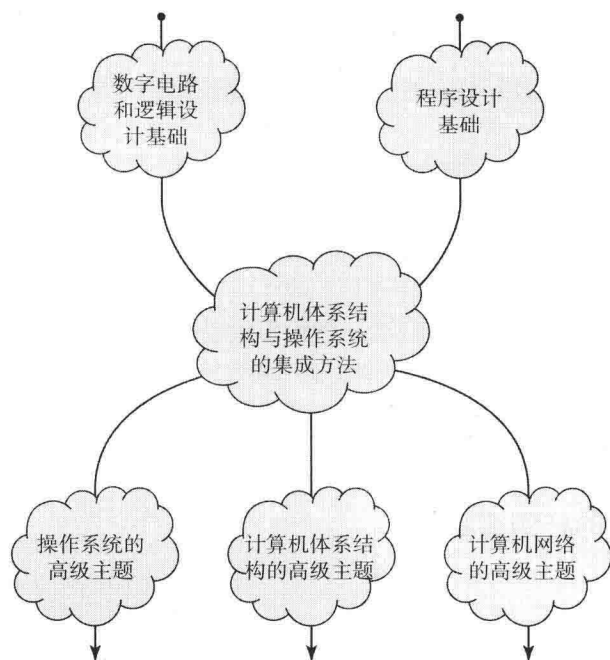 数字电路
和逻辑设
计基础
程序设计
基础
计算机体系结
构与操作系统
的集成方法
操作系统的
高级主题
计算机体系结
构的高级主题
计算机网络
的高级主题